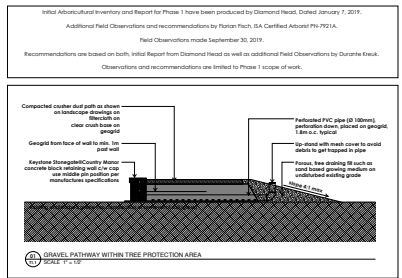 Initial Arboricultural Inventory and Report for Phase 1 have been produced by Diamond Head, Dated January 7, 2019.
Additional Field Observations and recommendations by Florian Fisch, ISA Certified Arborist PN-7921A.
Field Observations made September 30, 2019.
Recommendations are based on both, initial Report from Diamond Head as well as additional Field Observations by Durante Kreuk.
Observations and recommendations are limited to Phase 1 scope of work.
Compacted crusher dust path as shown
on landscape drawings on
filtercloth on
clear crush base on
geogrid
Geogrid from face of wall to min. 1m
past wall
Keystone Stonegate®Country Manor
concrete block retaining wall c/w cap
use middle pin position per
manufactures specifications
Perforated PVC pipe (Ø 100mm),
perforation down, placed on geogrid,
1.8m o.c. typical
Up-stand with mesh cover to avoid
debris to get trapped in pipe
Porous, free draining fill such as
sand based growing medium on
undisturbed existing grade
slope 4:1 max
01
T1.1
GRAVEL PATHWAY WITHIN TREE PROTECTION AREA
SCALE 1" = 1/2'